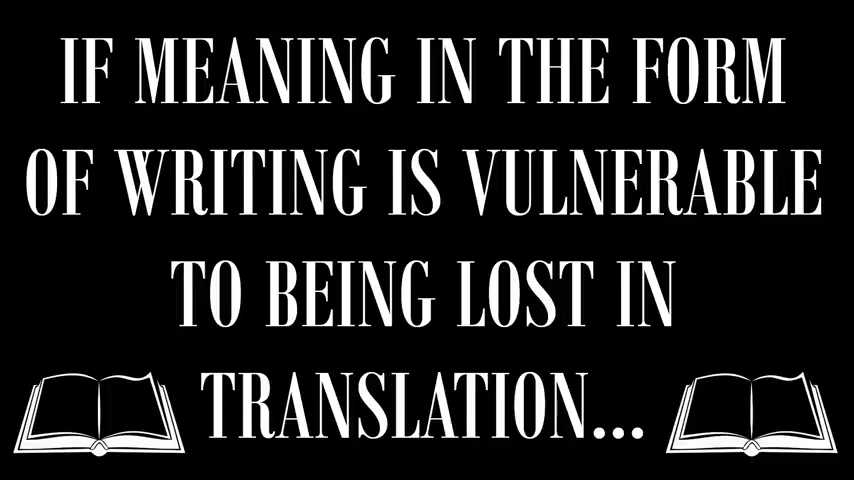 IF MEANING IN THE FORM
OF WRITING IS VULNERABLE
TO BEING LOST IN
TRANSLATION...